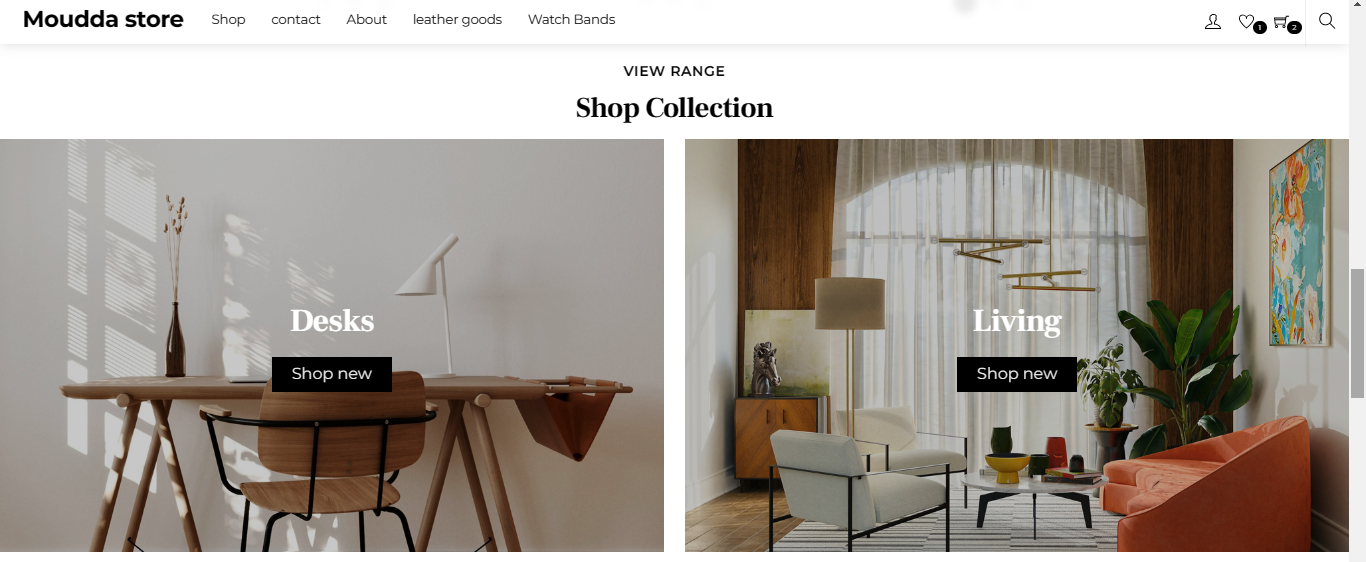 Moudda store Shop contact About leather goods Watch Bands 1 2
VIEW RANGE
Shop Collection
Desks
Shop new
Living
Shop new